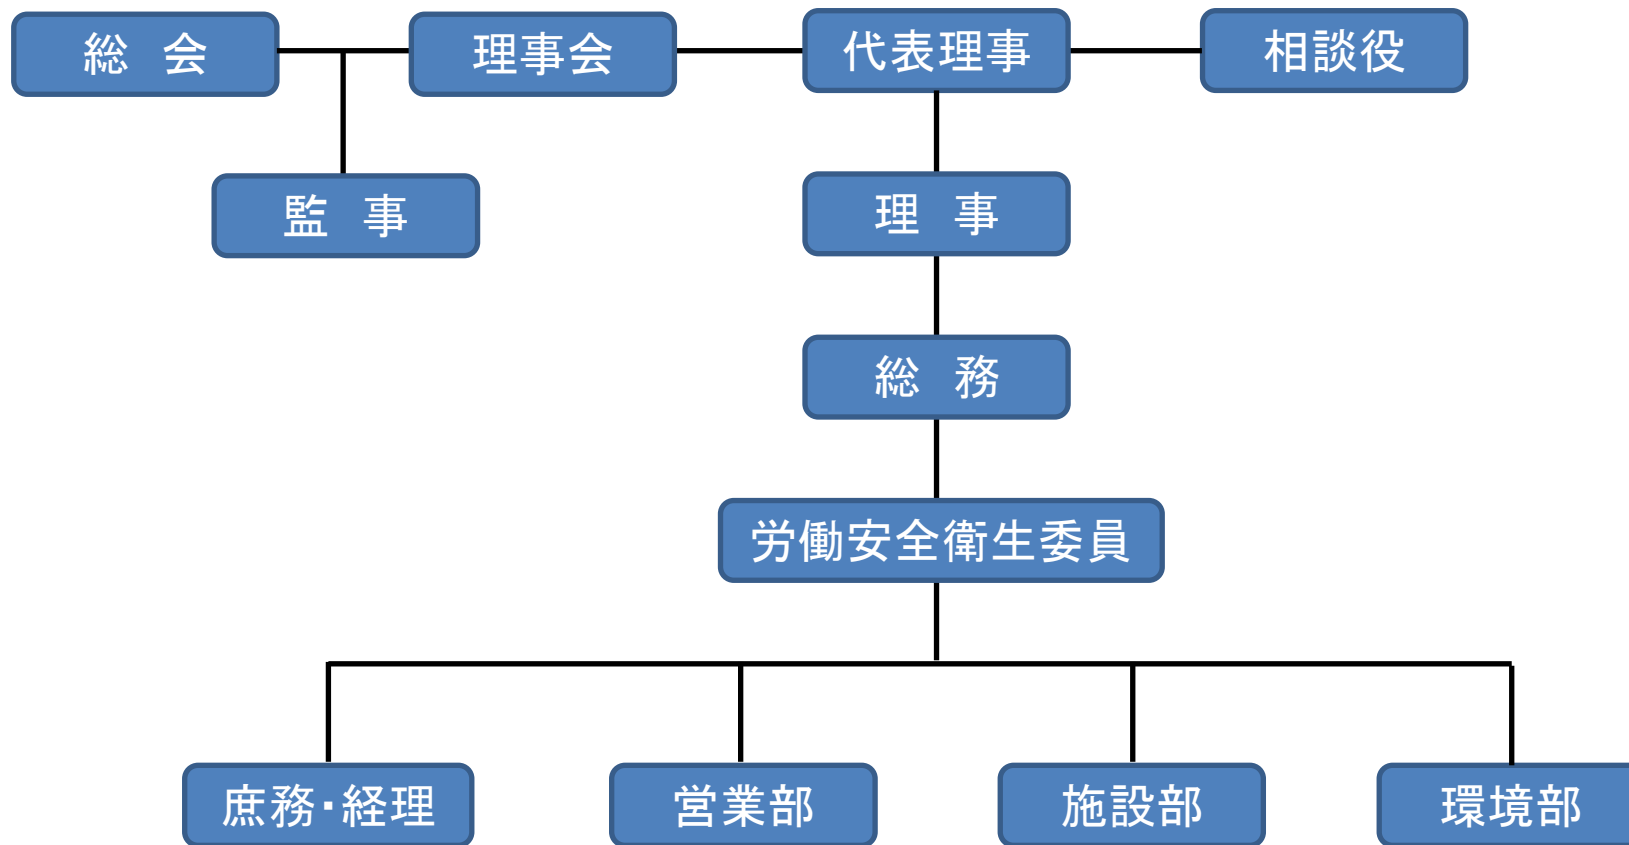 総 会
理事会
代表理事
相談役
監 事
理 事
総 務
労働安全衛生委員
庶務・経理
営業部
施設部
環境部